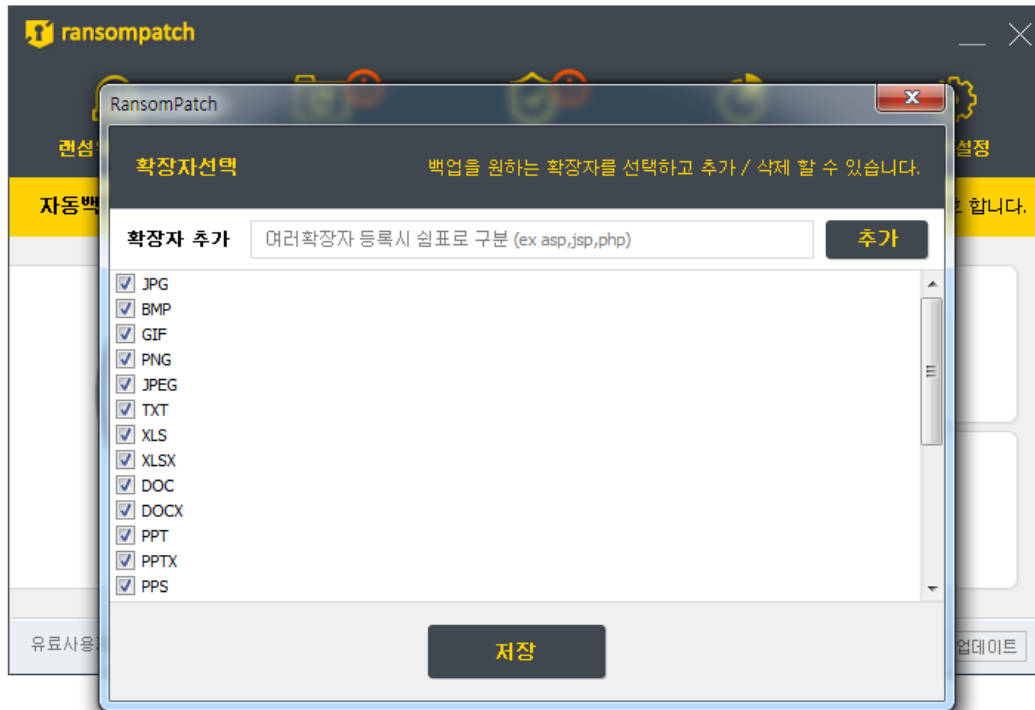 ransompatch
RansomPatch
랜섬
설정
확장자선택
백업을 원하는 확장자를 선택하고 추가 / 삭제 할 수 있습니다.
자동백
합니다.
확장자 추가
여러확장자 등록시 쉼표로 구분 (ex asp,jsp,php)
추가
JPG
BMP
GIF
PNG
JPEG
TXT
XLS
XLSX
DOC
DOCX
PPT
PPTX
PPS
유료사용
업데이트
저장